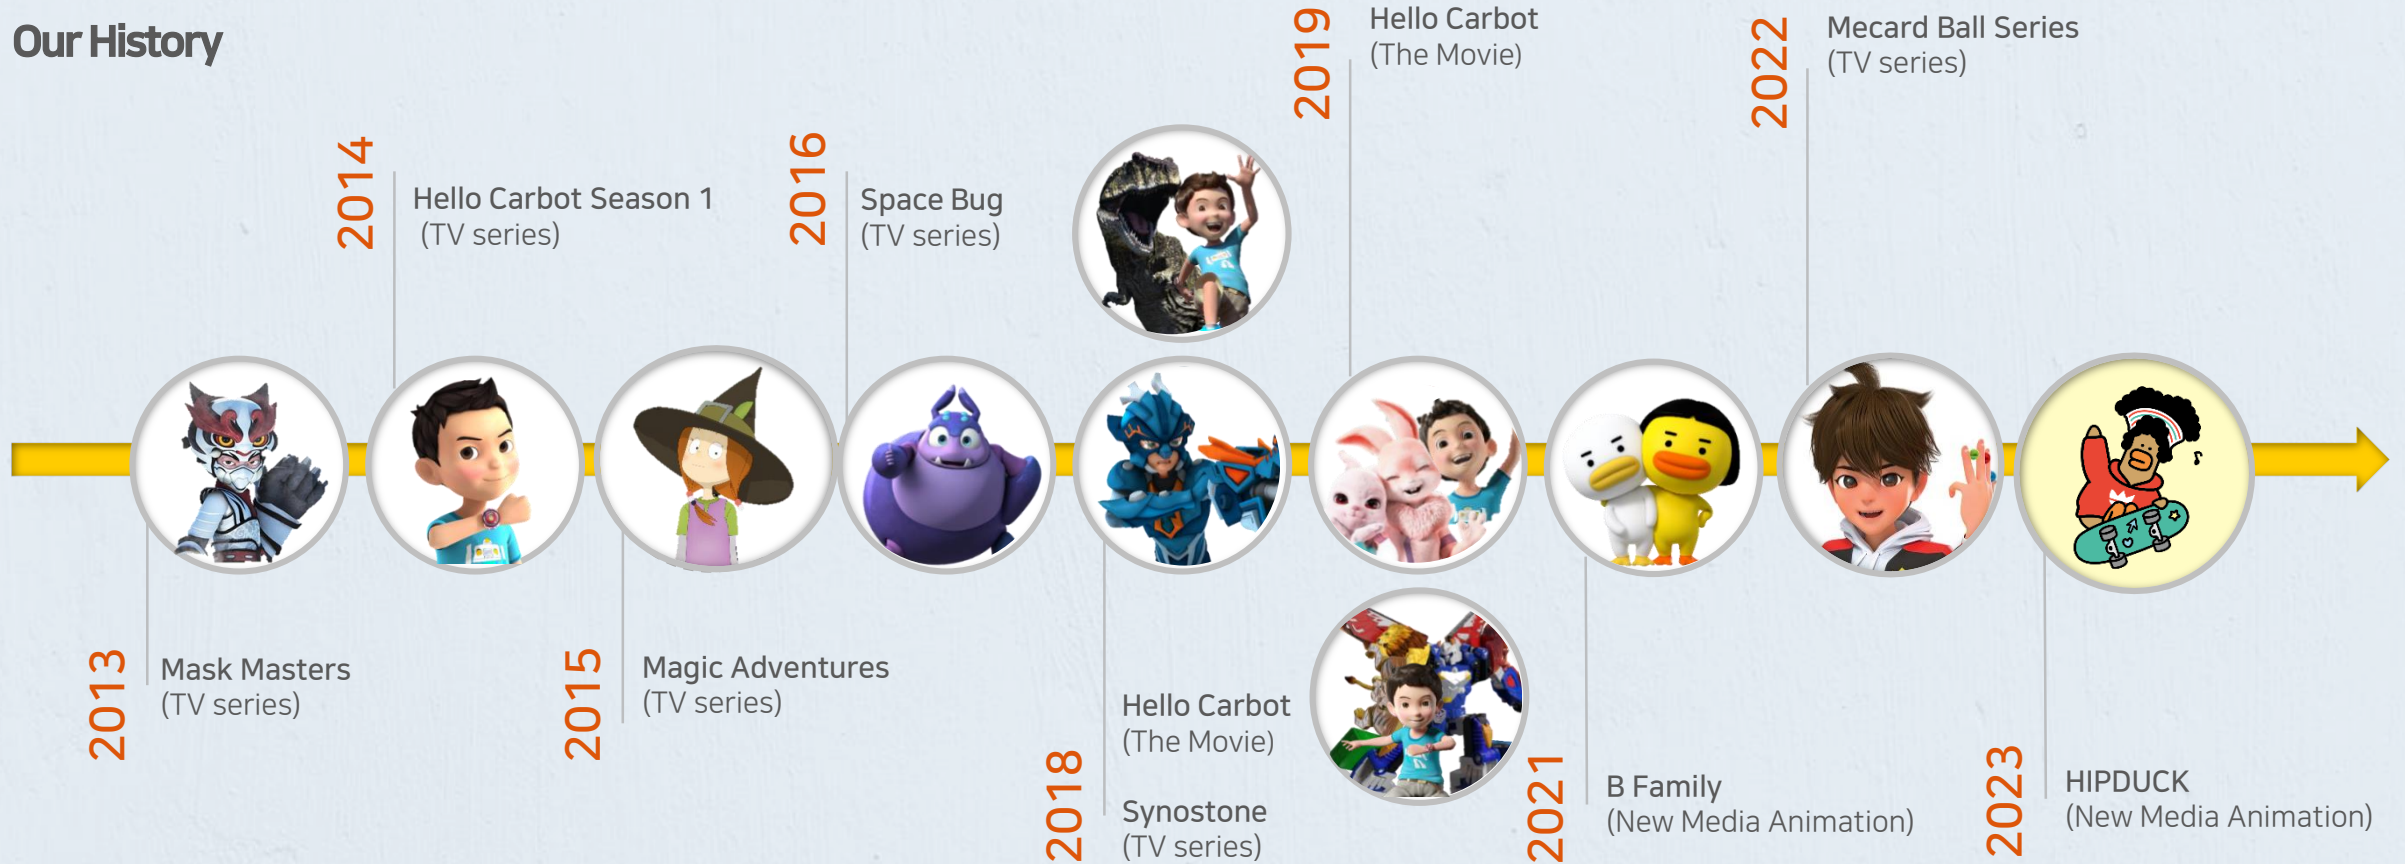 Our History
2013
Mask Masters
(TV series)
2014
Hello Carbot Season 1
(TV series)
2015
Magic Adventures
(TV series)
2016
Space Bug
(TV series)
2018
Hello Carbot
(The Movie)
Synostone
(TV series)
2019
Hello Carbot
(The Movie)
2021
B Family
(New Media Animation)
2022
Mecard Ball Series
(TV series)
2023
HIPDUCK
(New Media Animation)